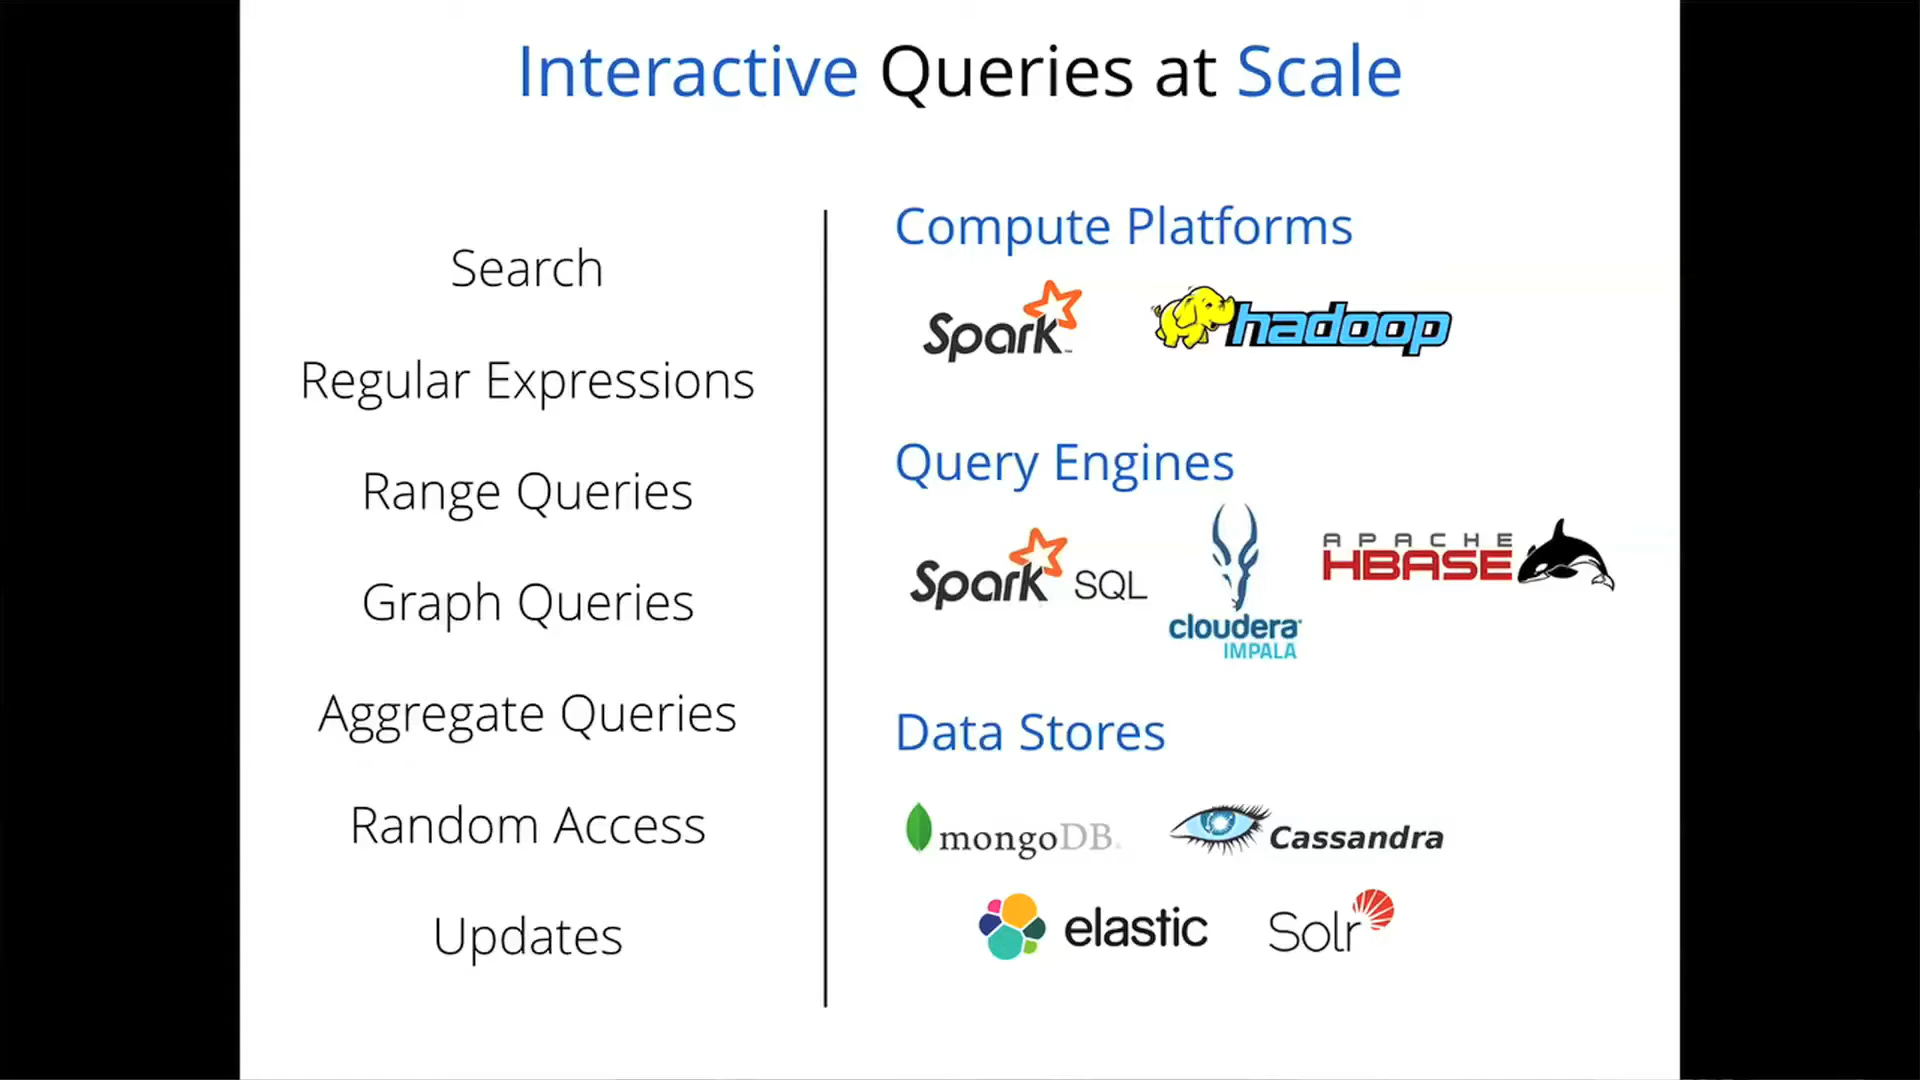 Interactive Queries at Scale
Search
Regular Expressions
Range Queries
Graph Queries
Aggregate Queries
Random Access
Updates
Compute Platforms
Spark™ hadoop
Query Engines
Spark SQL
cloudera
IMPALA
APACHE
HBASE
Data Stores
mongoDB. Cassandra
elastic Solr